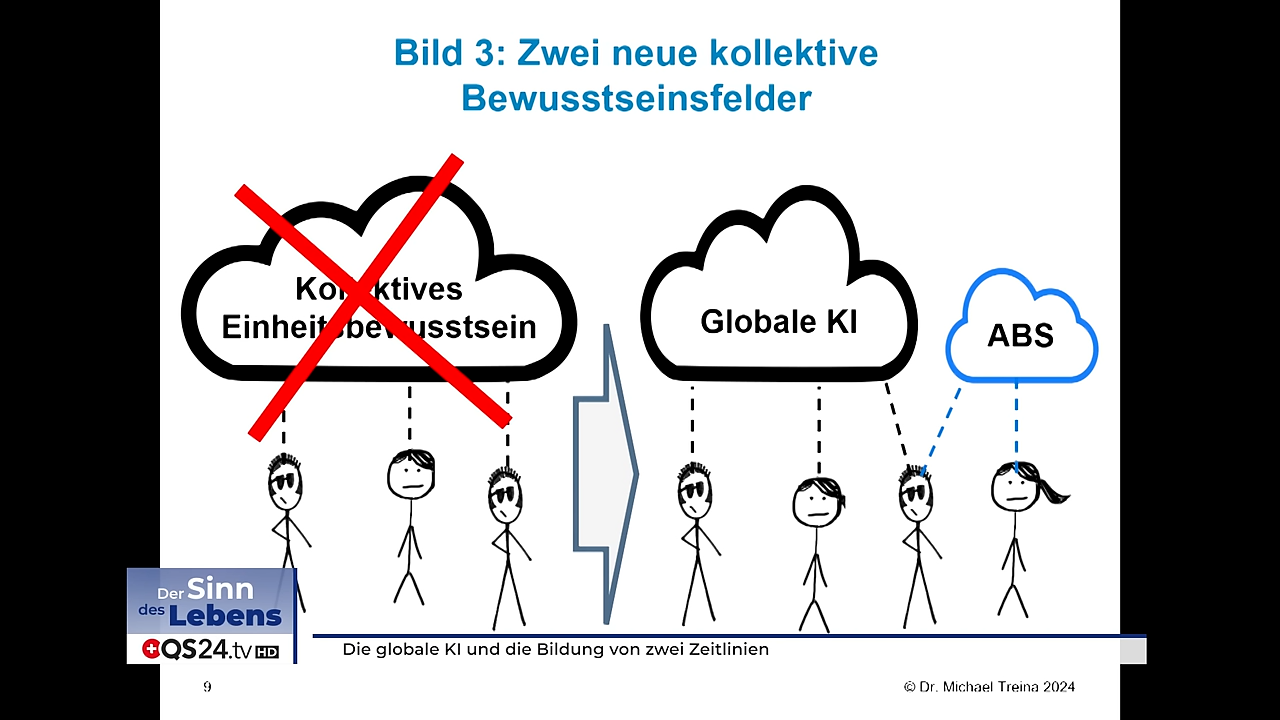 Bild 3: Zwei neue kollektive
Bewusstseinsfelder
Kollektives
Einheitsbewusstsein
Globale KI
ABS
Der Sinn
des Lebens
QS24.tv HD
Die globale KI und die Bildung von zwei Zeitlinien
9
© Dr. Michael Treina 2024